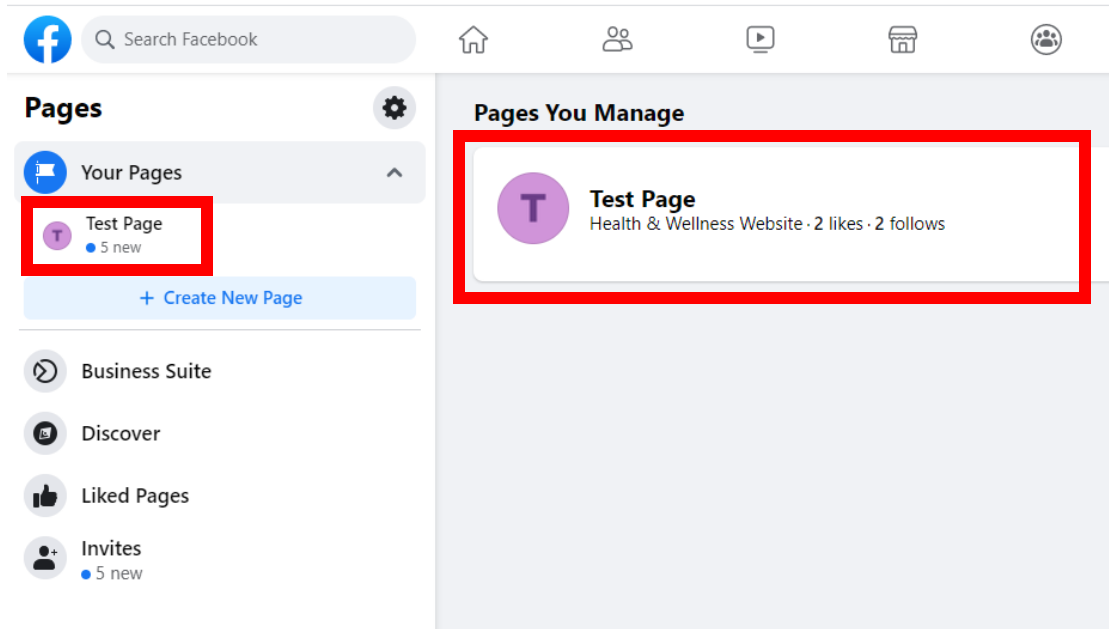 Search Facebook
Pages
Your Pages
T
Test Page
5 new
+ Create New Page
Business Suite
Discover
Liked Pages
Invites
5 new
Pages You Manage
T
Test Page
Health & Wellness Website · 2 likes · 2 follows